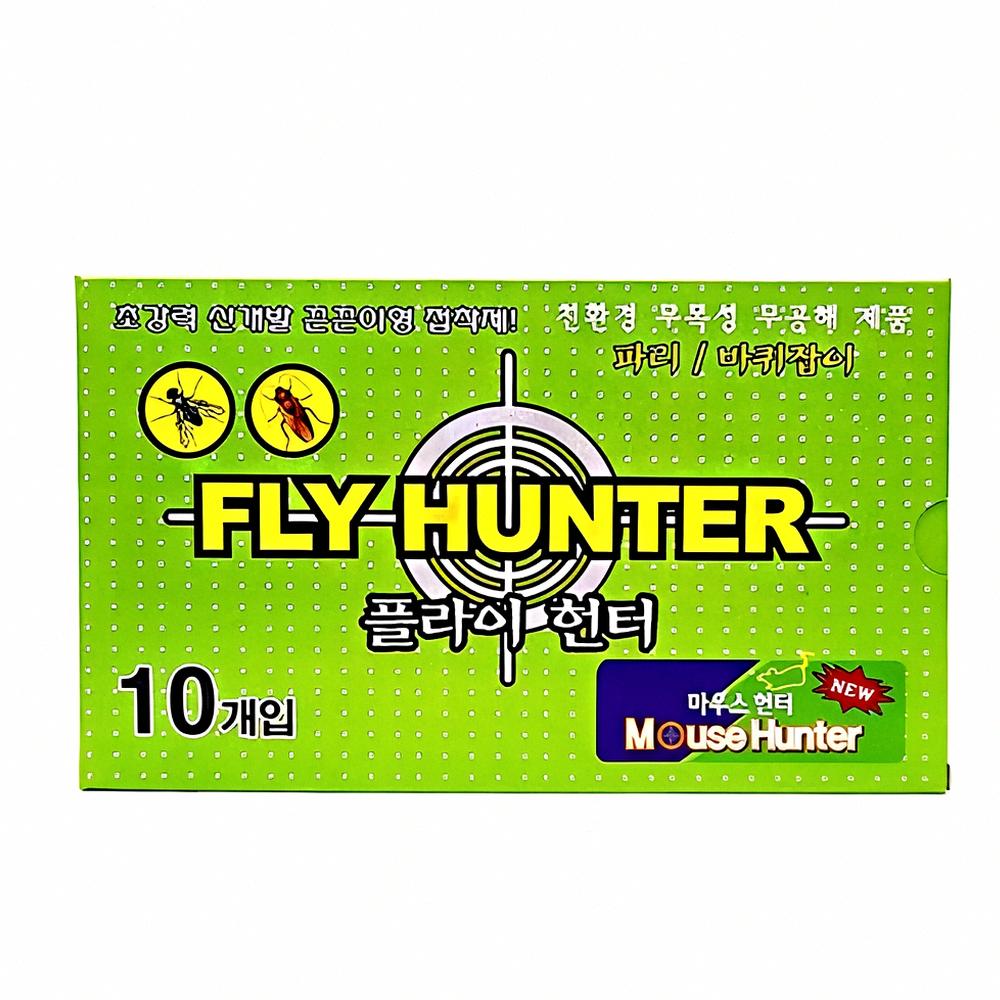 초강력 신개발 끈끈이영 접착제!
친환경 무독성 무공해 제품
파리 / 바퀴잡이
FLY HUNTER
플라이 헌터
10개입
NEW
마우스 헌터
Mouse Hunter